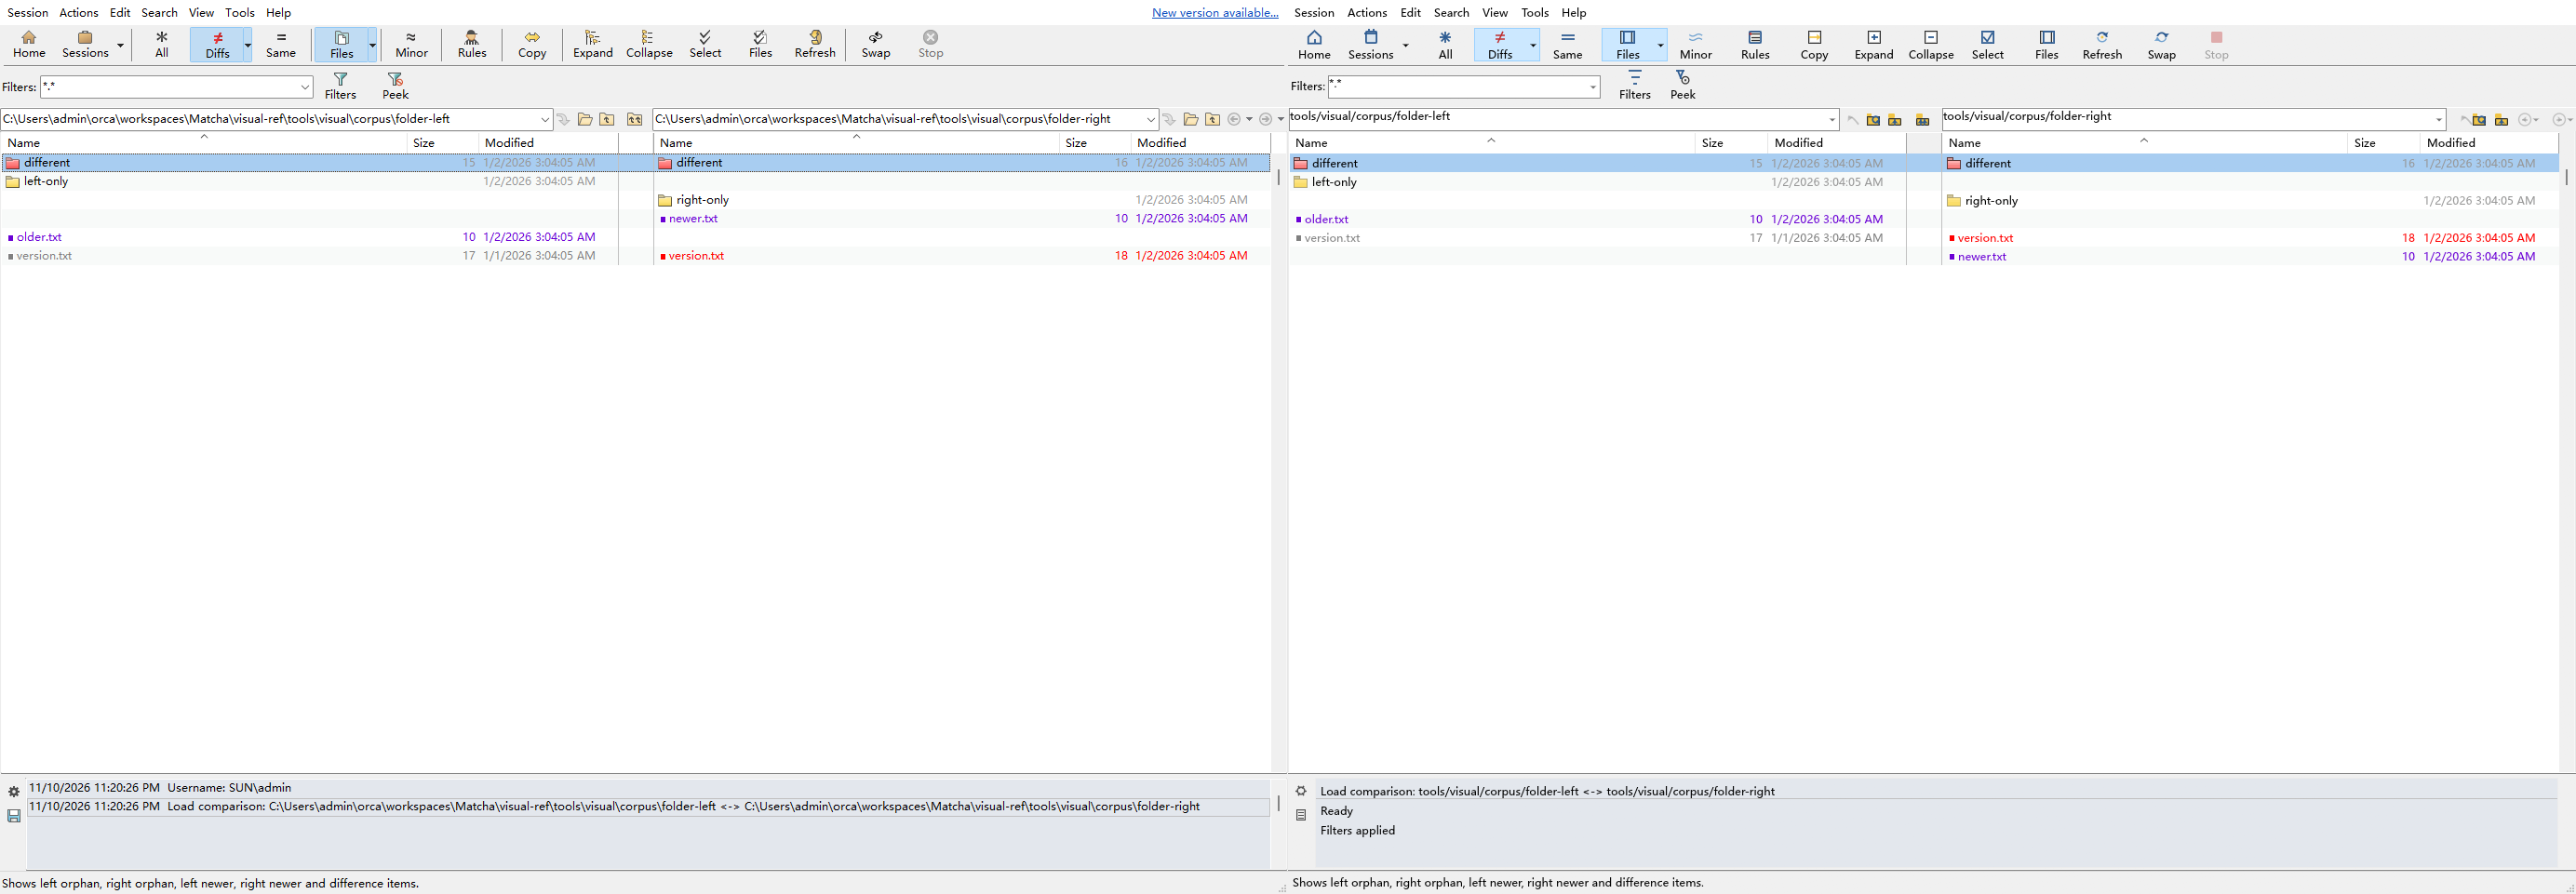 Session Actions Edit Search View Tools Help New version available...
Home Sessions All Diffs Same Files Minor Rules Copy Expand Collapse Select Files Refresh Swap Stop
Filters: *.* Filters Peek
C:\Users\admin\orca\workspaces\Matcha\visual-ref\tools\visual\corpus\folder-left C:\Users\admin\orca\workspaces\Matcha\visual-ref\tools\visual\corpus\folder-right
Name Size Modified Name Size Modified
different 15 1/2/2026 3:04:05 AM different 16 1/2/2026 3:04:05 AM
left-only 1/2/2026 3:04:05 AM
right-only 1/2/2026 3:04:05 AM
newer.txt 10 1/2/2026 3:04:05 AM
older.txt 10 1/2/2026 3:04:05 AM
version.txt 17 1/1/2026 3:04:05 AM version.txt 18 1/2/2026 3:04:05 AM
11/10/2026 11:20:26 PM Username: SUN\admin
11/10/2026 11:20:26 PM Load comparison: C:\Users\admin\orca\workspaces\Matcha\visual-ref\tools\visual\corpus\folder-left <-> C:\Users\admin\orca\workspaces\Matcha\visual-ref\tools\visual\corpus\folder-right
Shows left orphan, right orphan, left newer, right newer and difference items.
Session Actions Edit Search View Tools Help
Home Sessions All Diffs Same Files Minor Rules Copy Expand Collapse Select Files Refresh Swap Stop
Filters: *.* Filters Peek
tools/visual/corpus/folder-left tools/visual/corpus/folder-right
Name Size Modified Name Size Modified
different 15 1/2/2026 3:04:05 AM different 16 1/2/2026 3:04:05 AM
left-only 1/2/2026 3:04:05 AM
right-only 1/2/2026 3:04:05 AM
older.txt 10 1/2/2026 3:04:05 AM
version.txt 17 1/1/2026 3:04:05 AM version.txt 18 1/2/2026 3:04:05 AM
newer.txt 10 1/2/2026 3:04:05 AM
Load comparison: tools/visual/corpus/folder-left <-> tools/visual/corpus/folder-right
Ready
Filters applied
Shows left orphan, right orphan, left newer, right newer and difference items.